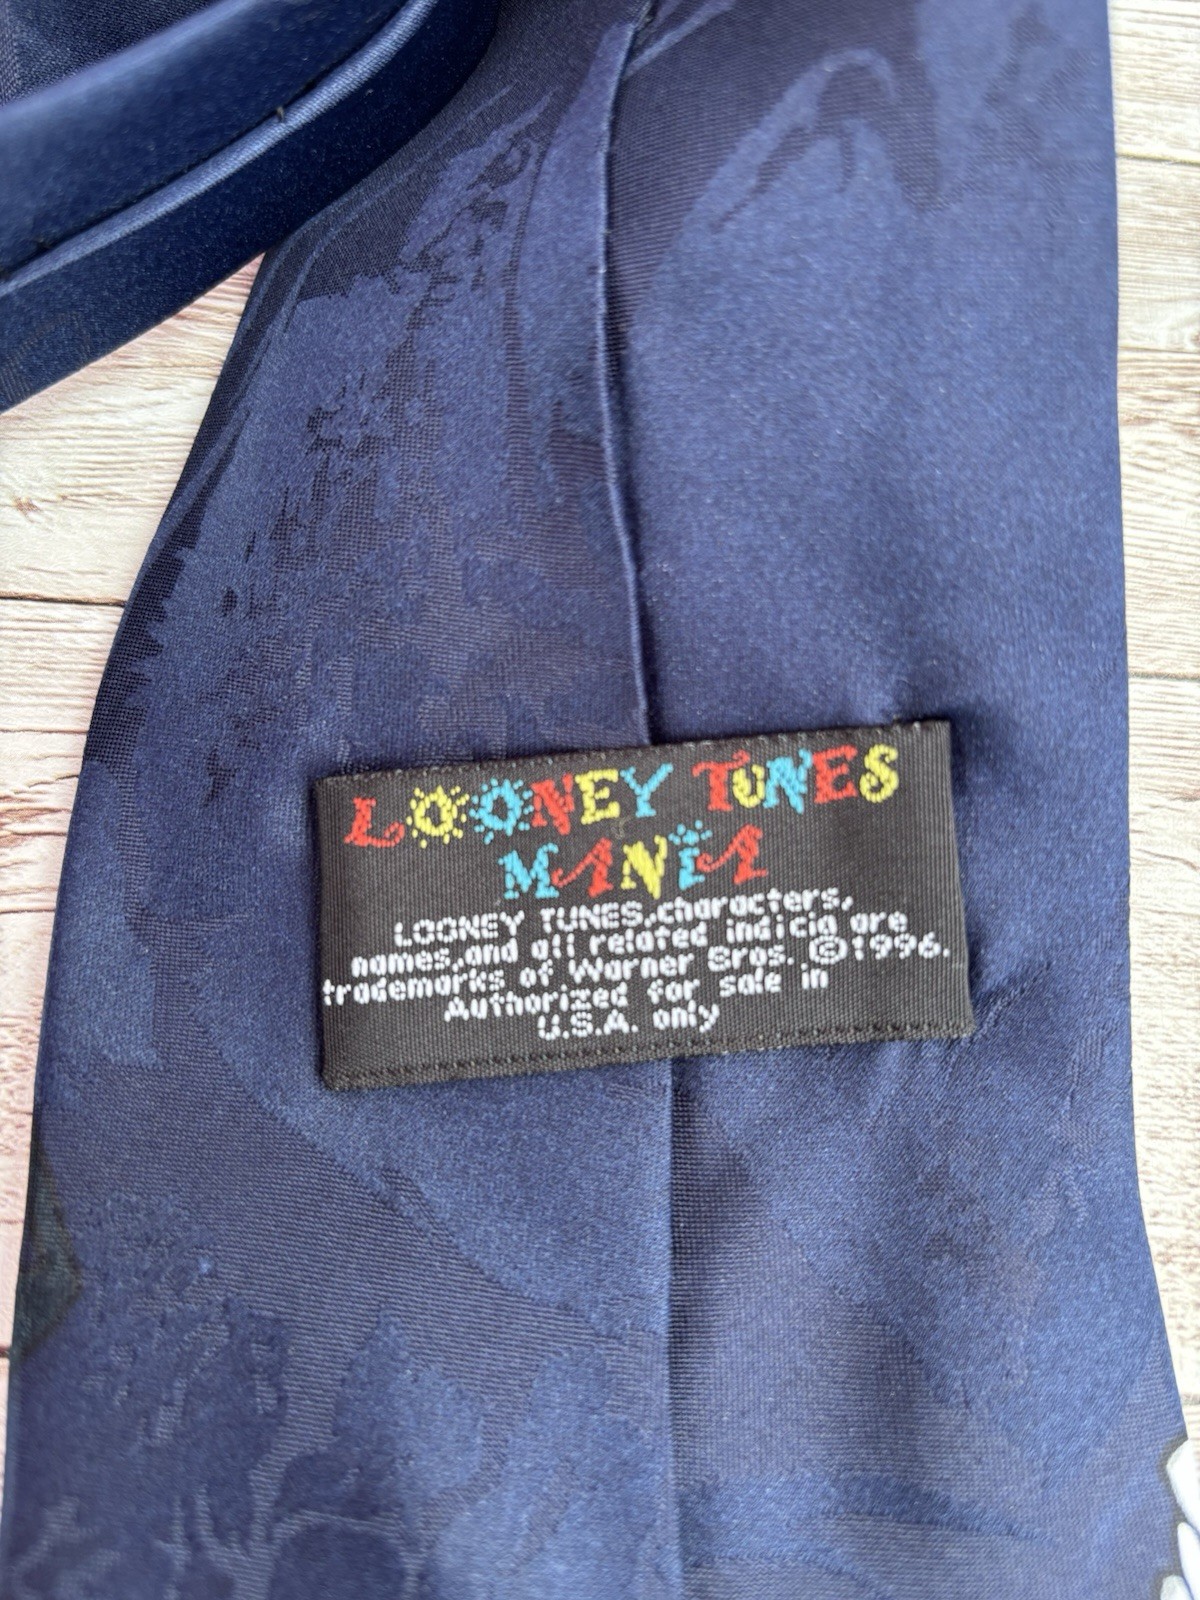 LOONEY TUNES
MANIA
LOONEY TUNES,characters,
names,and all related indicia are
trademarks of Warner Bros. ©1996.
Authorized for sale in
U.S.A. only